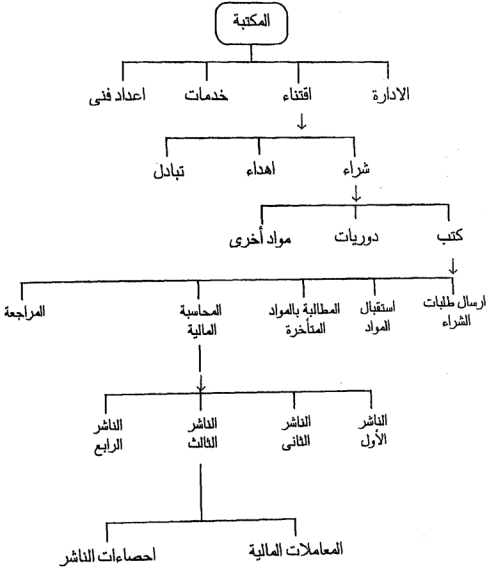 المكتبة
الادارة
اقتناء
خدمات
اعداد فنى
شراء
اهداء
تبادل
كتب
دوريات
مواد أخرى
ارسال طلبات
الشراء
استقبال
المواد
المطالبة بالمواد
المتأخرة
المحاسبة
المالية
المراجعة
الناشر
الأول
الناشر
الثانى
الناشر
الثالث
الناشر
الرابع
المعاملات المالية
احصاءات الناشر